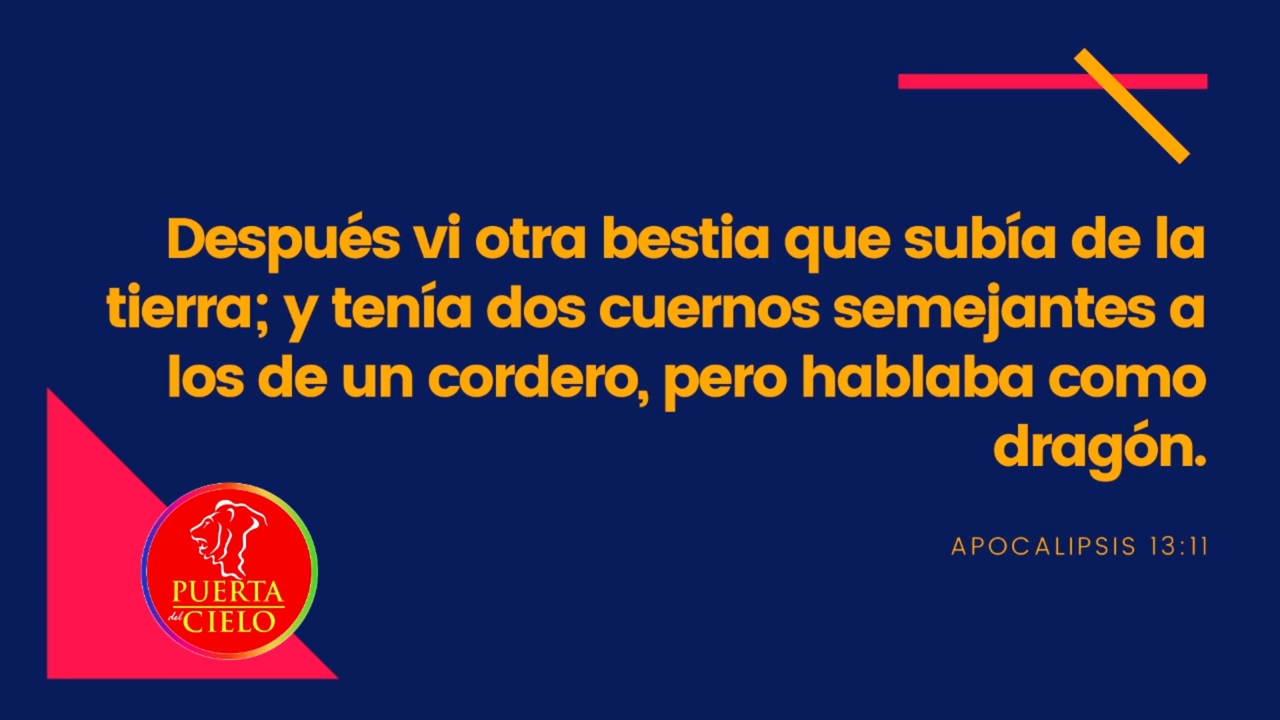 Después vi otra bestia que subía de la
tierra; y tenía dos cuernos semejantes a
los de un cordero, pero hablaba como
dragón.
APOCALIPSIS 13:11
PUERTA
del CIELO